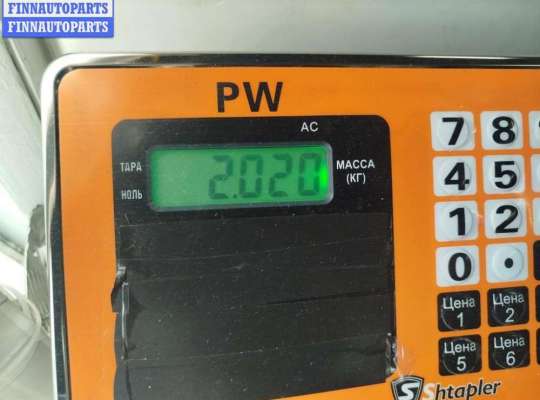 FINNAUTOPARTS
FINNAUTOPARTS
PW
AC
ТАРА
НОЛЬ
2.020
МАССА
(КГ)
7 8
4 5
1 2
0 .
Цена 1
Цена 2
Цена 5
Цена 6
S Shtapler